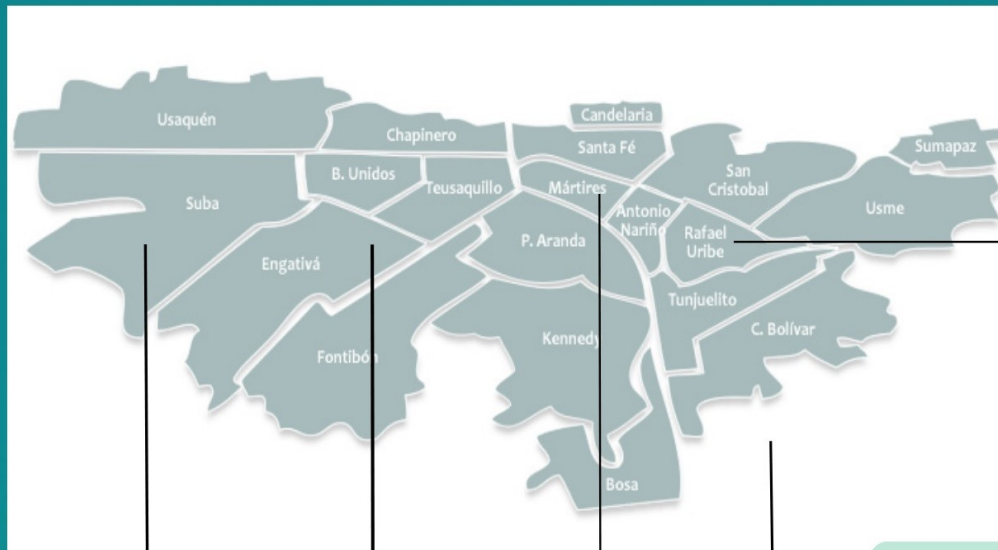 Usaquén
Chapinero
Candelaria
Santa Fé
San
Cristobal
Sumapaz
B. Unidos
Teusaquillo
Mártires
Suba
Antonio
Nariño
Usme
Engativá
P. Aranda
Rafael
Uribe
Tunjuelito
Fontibón
Kennedy
C. Bolívar
Bosa